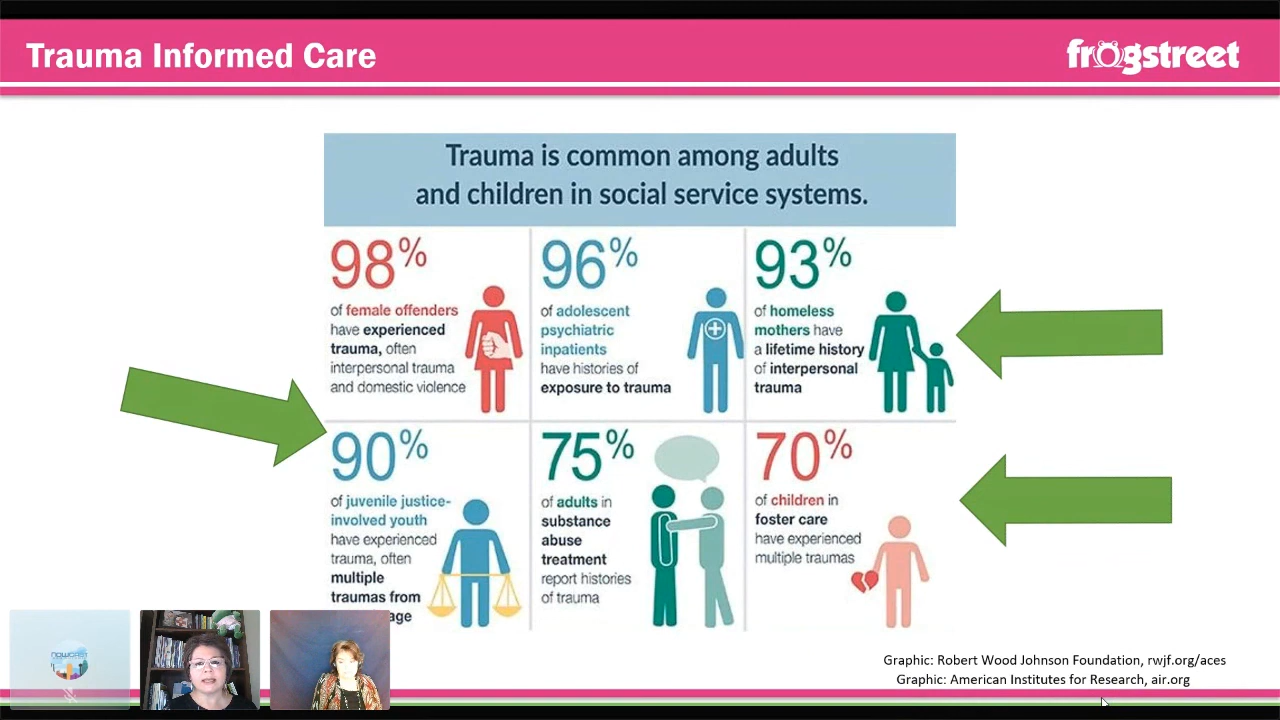 Trauma Informed Care
frogstreet
Trauma is common among adults
and children in social service systems.
98%
of female offenders
have experienced
trauma, often
interpersonal trauma
and domestic violence
96%
of adolescent
psychiatric
inpatients
have histories of
exposure to trauma
93%
of homeless
mothers have
a lifetime history
of interpersonal
trauma
90%
of juvenile justice-
involved youth
have experienced
trauma, often
multiple
traumas from
age
75%
of adults in
substance
abuse
treatment
report histories
of trauma
70%
of children in
foster care
have experienced
multiple traumas
NOWCAST
Graphic: Robert Wood Johnson Foundation, rwjf.org/aces
Graphic: American Institutes for Research, air.org